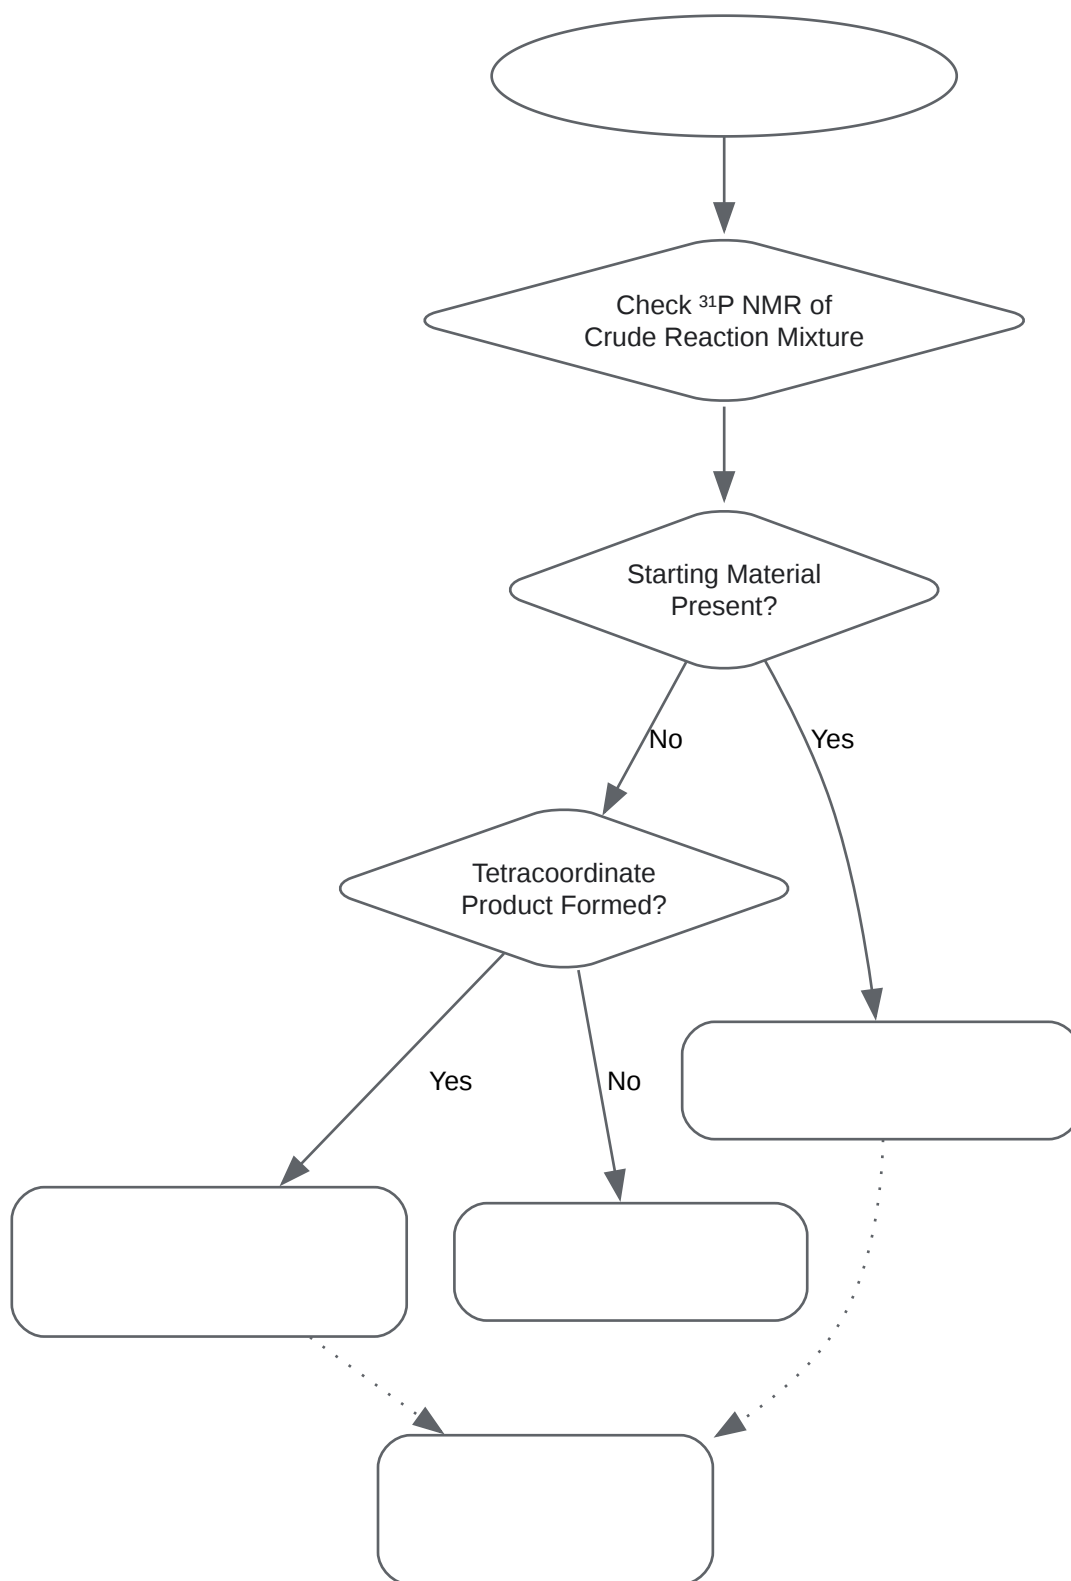 Check ³¹P NMR of
Crude Reaction Mixture
Starting Material
Present?
No
Yes
Tetracoordinate
Product Formed?
Yes
No